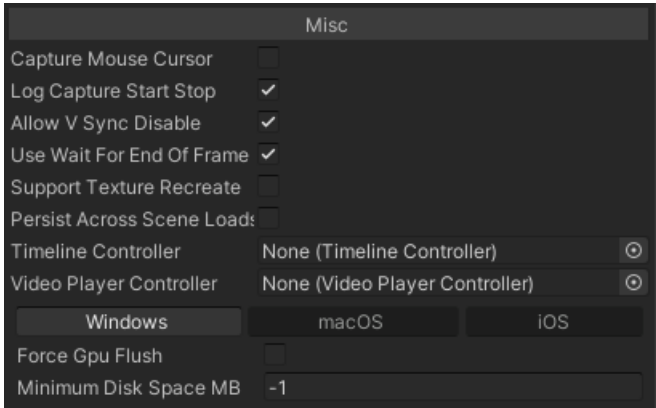 Misc
Capture Mouse Cursor
Log Capture Start Stop
Allow V Sync Disable
Use Wait For End Of Frame
Support Texture Recreate
Persist Across Scene Loads
Timeline Controller None (Timeline Controller)
Video Player Controller None (Video Player Controller)
Windows macOS iOS
Force Gpu Flush
Minimum Disk Space MB -1